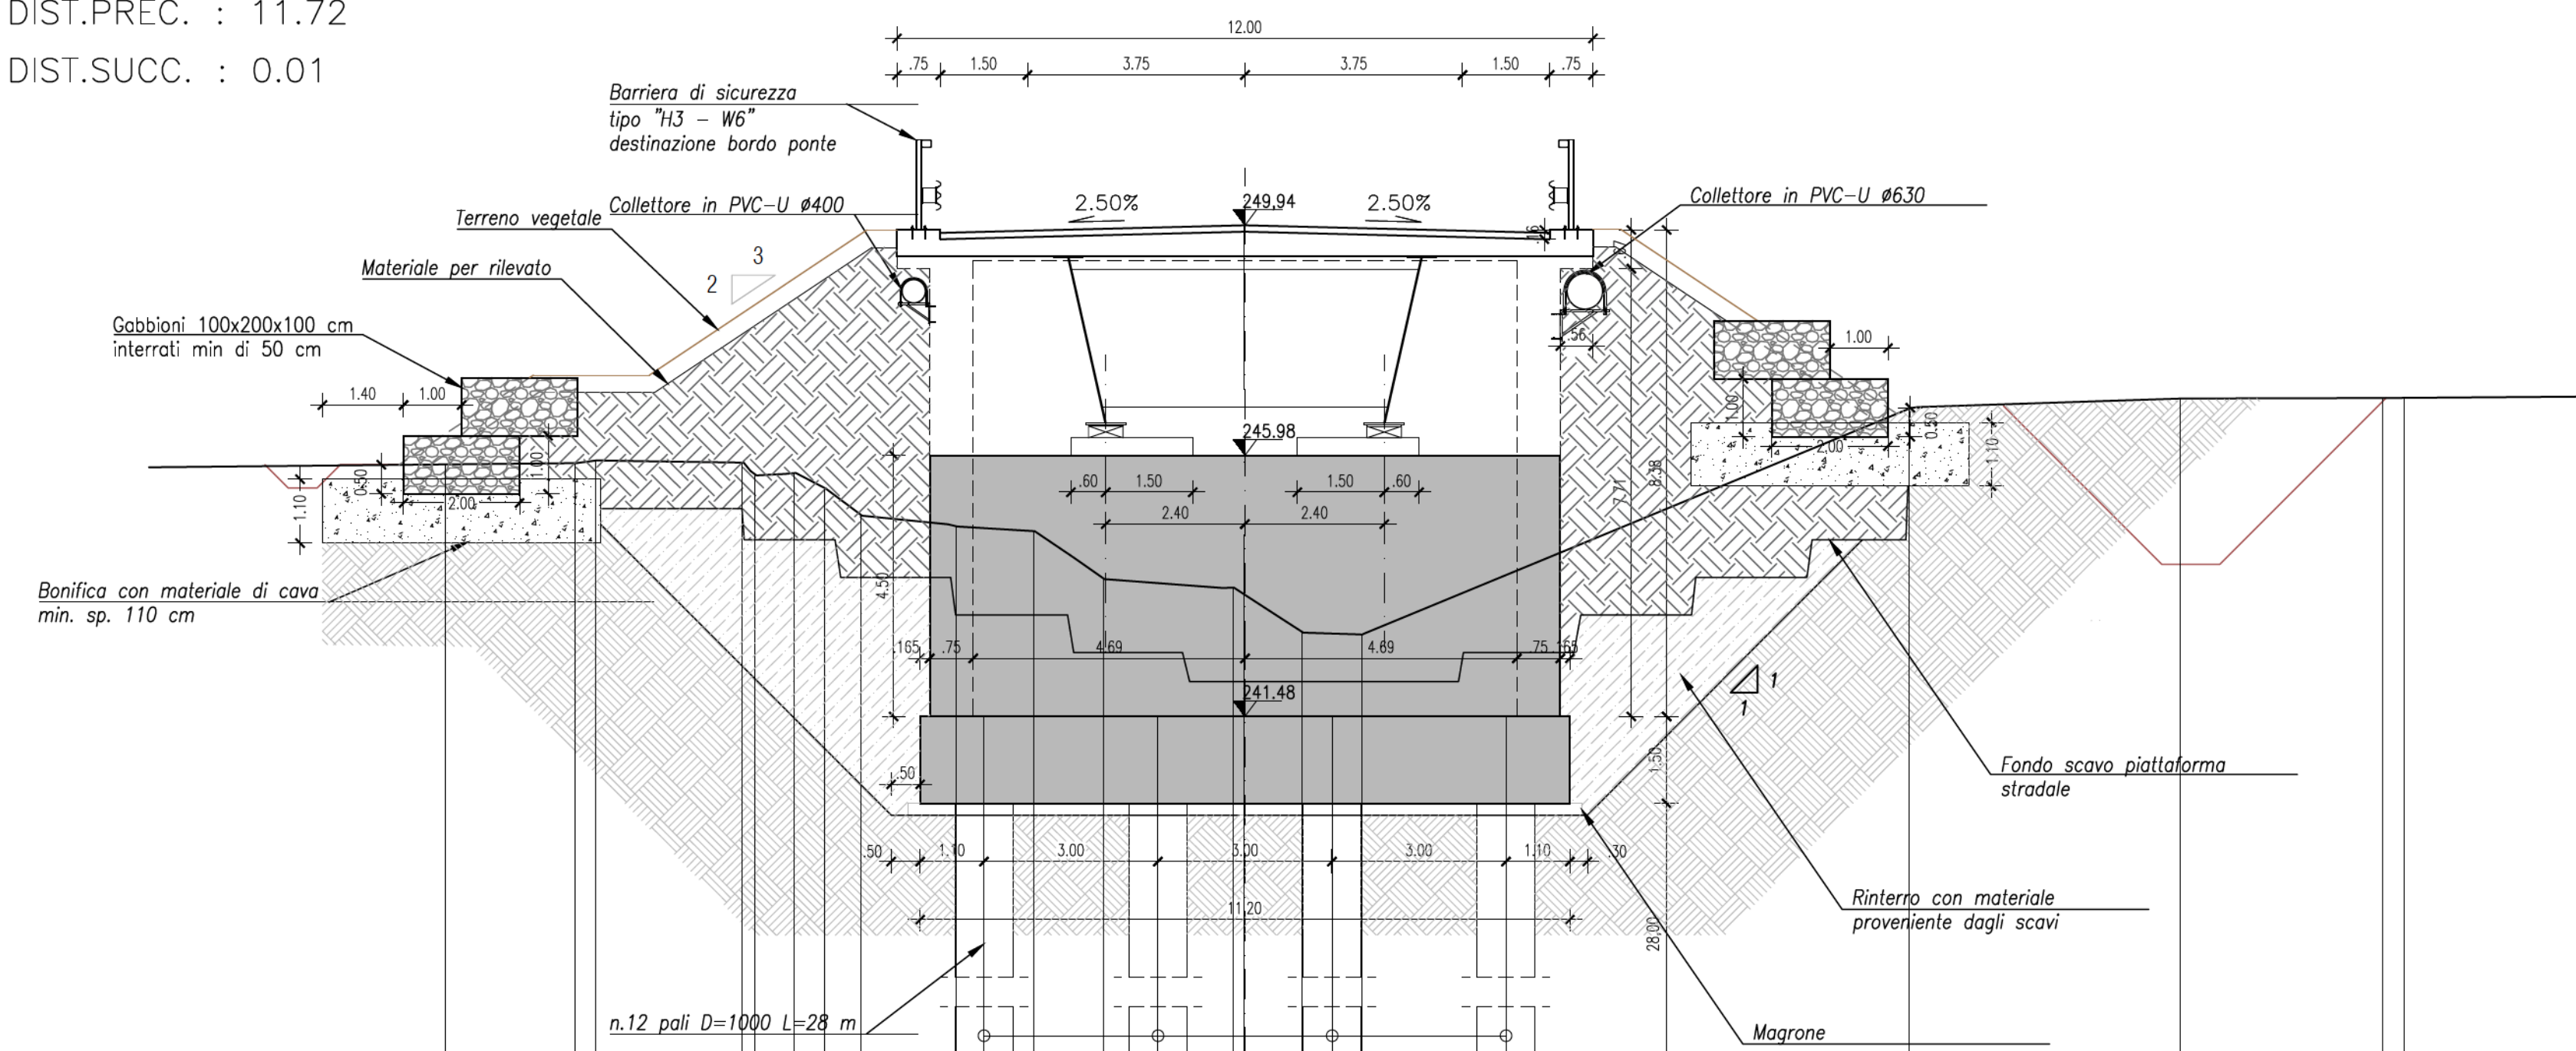 DIST.PREC. : 11.72
DIST.SUCC. : 0.01
12.00
.75 1.50 3.75 3.75 1.50 .75
Barriera di sicurezza
tipo "H3 - W6"
destinazione bordo ponte
Collettore in PVC-U ø400
Terreno vegetale
Materiale per rilevato
Gabbioni 100x200x100 cm
interrati min di 50 cm
3
2
2.50%
249.94
2.50%
Collettore in PVC-U ø630
.16
.67
.56
1.00
1.40 1.00
1.00
0.50
2.00
1.10
1.00
0.50
2.00
1.10
245.98
.60 1.50 1.50 .60
2.40 2.40
7.71
8.38
4.50
.165 .75 4.69 4.69 .75 .165
241.48
1
1
Bonifica con materiale di cava
min. sp. 110 cm
.50
1.50
Fondo scavo piattaforma
stradale
.50 1.10 3.00 3.00 3.00 1.10 .30
11.20
28,00
Rinterro con materiale
proveniente dagli scavi
n.12 pali D=1000 L=28 m
Magrone